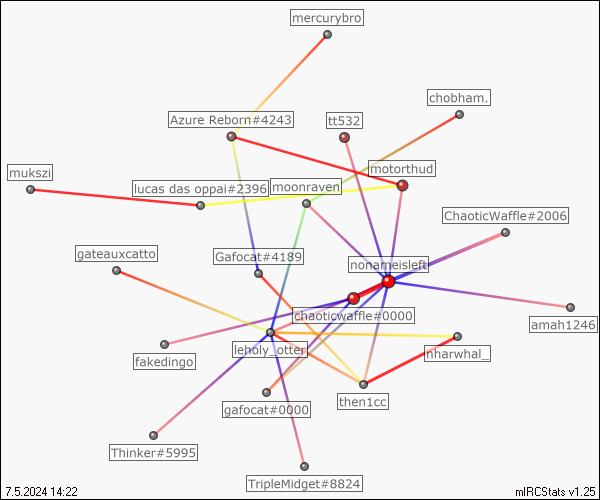 mercurybro
chobham.
Azure Reborn#4243
tt532
motorthud
mukszi
lucas das oppai#2396
moonraven
ChaoticWaffle#2006
gateauxcatto
Gafocat#4189
nonameisleft
chaoticwaffle#0000
amah1246
fakedingo
leholy_otter
nharwhal_
gafocat#0000
then1cc
Thinker#5995
TripleMidget#8824
7.5.2024 14:22
mIRCStats v1.25